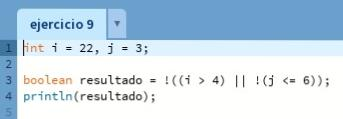 ejercicio 9
1 int i = 22, j = 3;
2
3 boolean resultado = !((i > 4) || !(j <= 6));
4 println(resultado);
5